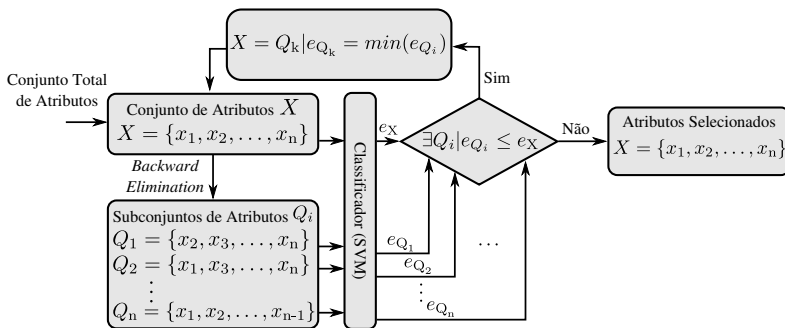 X = Q_k|e_{Q_k} = min(e_{Q_i})
Sim
Conjunto Total
de Atributos
Conjunto de Atributos X
X = {x_1, x_2, . . . , x_n}
Backward
Elimination
Subconjuntos de Atributos Q_i
Q_1 = {x_2, x_3, . . . , x_n}
Q_2 = {x_1, x_3, . . . , x_n}
⋮ ⋮
Q_n = {x_1, x_2, . . . , x_{n-1}}
Classificador (SVM)
e_X
∃Q_i|e_{Q_i} ≤ e_X
Não
Atributos Selecionados
X = {x_1, x_2, . . . , x_n}
. . .
e_{Q_1}
e_{Q_2}
⋮
e_{Q_n}